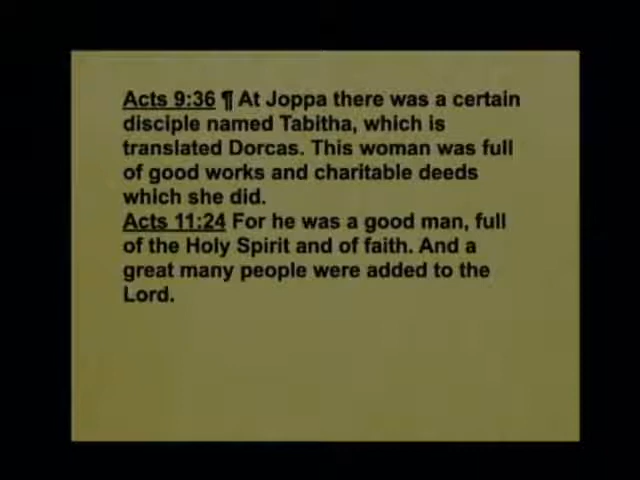 Acts 9:36 ¶ At Joppa there was a certain
disciple named Tabitha, which is
translated Dorcas. This woman was full
of good works and charitable deeds
which she did.
Acts 11:24 For he was a good man, full
of the Holy Spirit and of faith. And a
great many people were added to the
Lord.